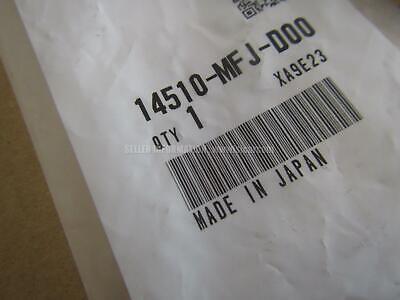 14510-MFJ-D00
QTY 1 XA9E23
MADE IN JAPAN